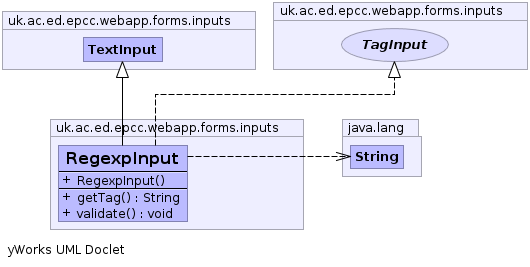 uk.ac.ed.epcc.webapp.forms.inputs
TextInput
uk.ac.ed.epcc.webapp.forms.inputs
TagInput
uk.ac.ed.epcc.webapp.forms.inputs
RegexpInput
+ RegexpInput()
+ getTag() : String
+ validate() : void
java.lang
String
yWorks UML Doclet